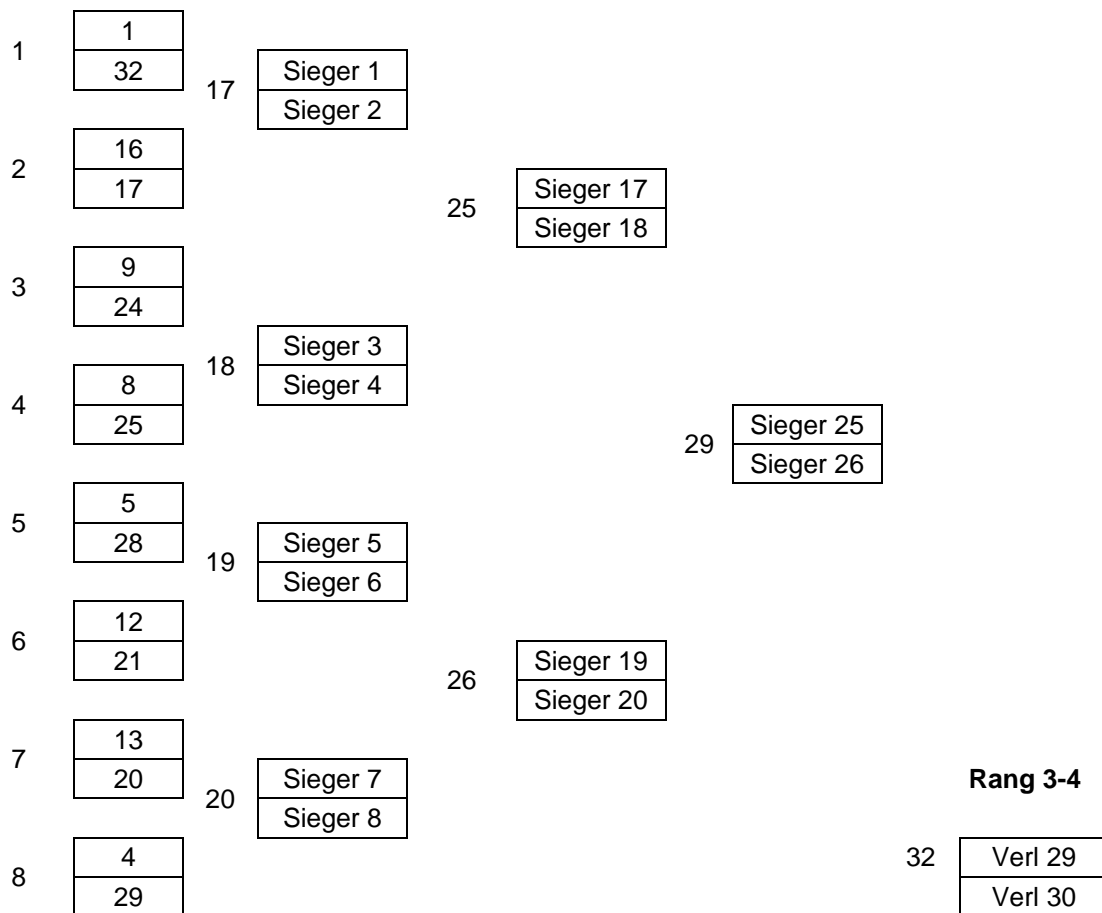 1
1
32
17
Sieger 1
Sieger 2
2
16
17
25
Sieger 17
Sieger 18
3
9
24
18
Sieger 3
Sieger 4
4
8
25
29
Sieger 25
Sieger 26
5
5
28
19
Sieger 5
Sieger 6
6
12
21
26
Sieger 19
Sieger 20
7
13
20
20
Sieger 7
Sieger 8
Rang 3-4
8
4
29
32
Verl 29
Verl 30